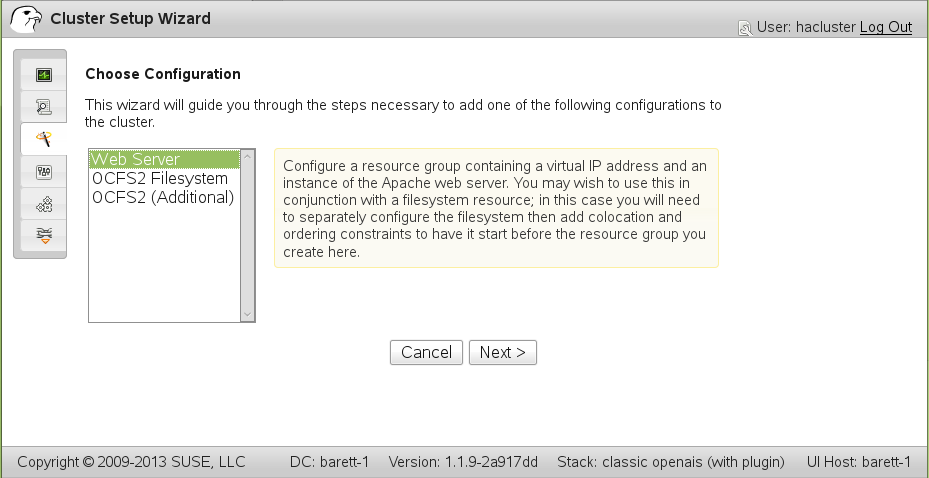 Cluster Setup Wizard
User: hacluster Log Out
Choose Configuration
This wizard will guide you through the steps necessary to add one of the following configurations to
the cluster.
Web Server
OCFS2 Filesystem
OCFS2 (Additional)
Configure a resource group containing a virtual IP address and an
instance of the Apache web server. You may wish to use this in
conjunction with a filesystem resource; in this case you will need
to separately configure the filesystem then add colocation and
ordering constraints to have it start before the resource group you
create here.
Cancel Next >
Copyright © 2009-2013 SUSE, LLC DC: barett-1 Version: 1.1.9-2a917dd Stack: classic openais (with plugin) UI Host: barett-1